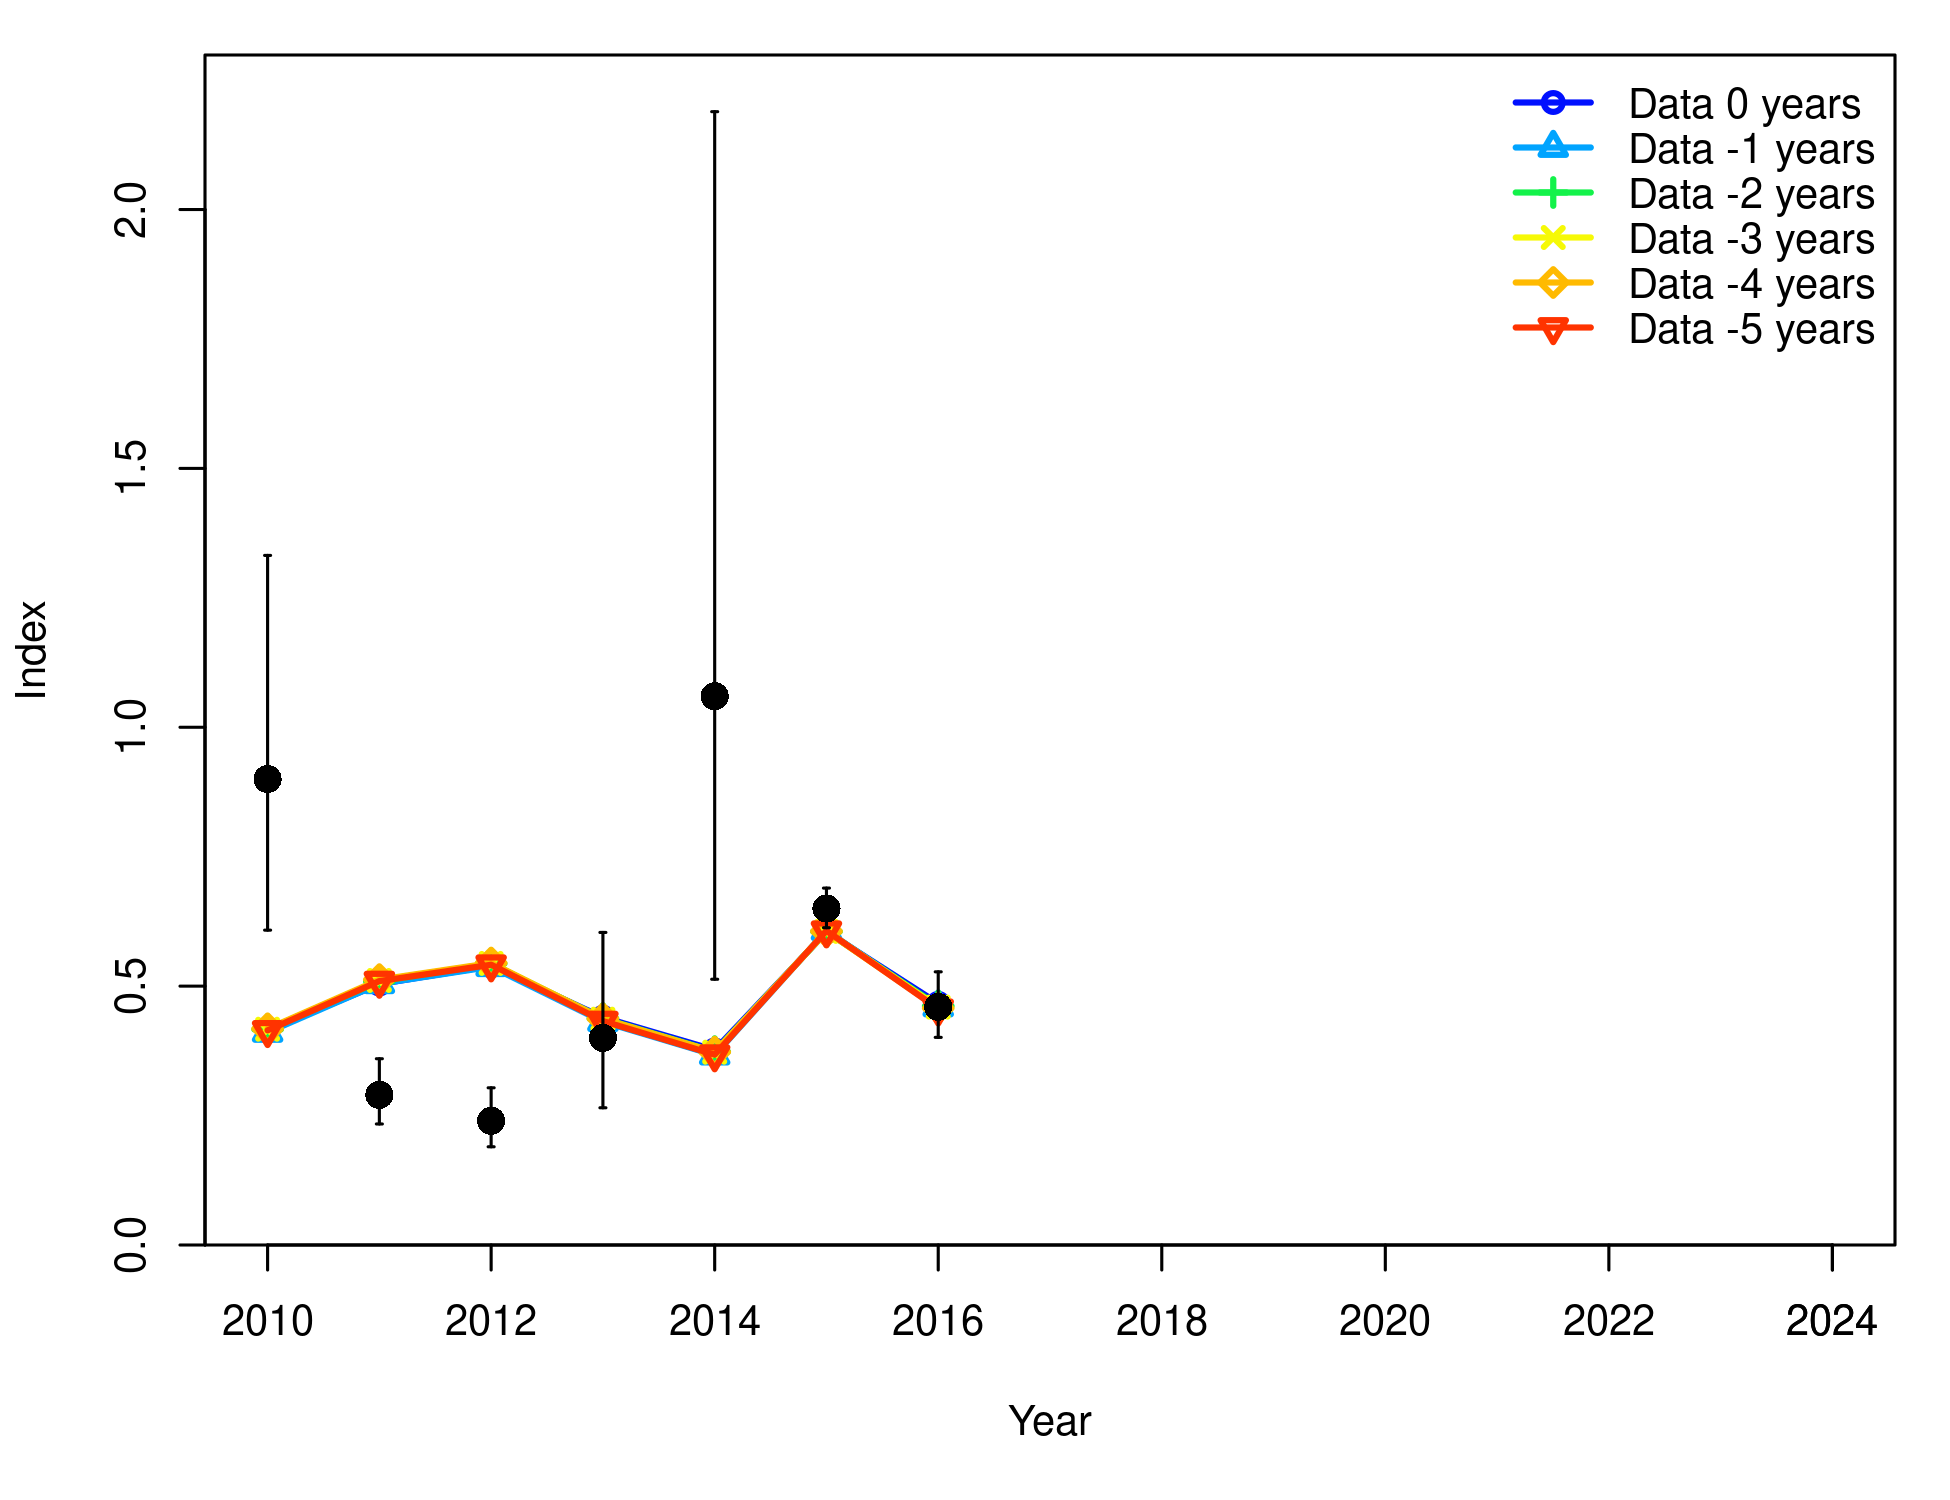 Data 0 years
Data -1 years
Data -2 years
Data -3 years
Data -4 years
Data -5 years
2.0
1.5
1.0
0.5
0.0
Index
2010 2012 2014 2016 2018 2020 2022 2024
Year